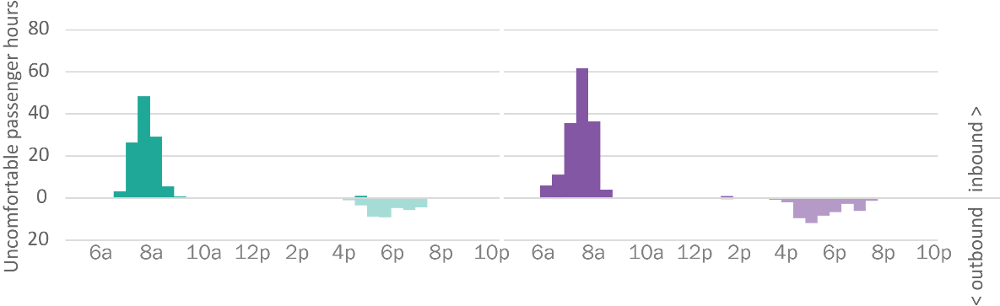 Uncomfortable passenger hours
80
60
40
20
0
20
6a 8a 10a 12p 2p 4p 6p 8p 10p
6a 8a 10a 12p 2p 4p 6p 8p 10p
< outbound inbound >